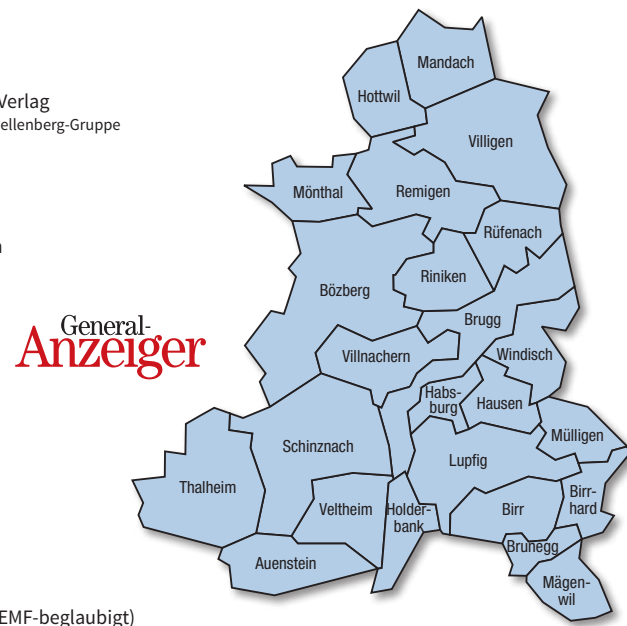 Verlag
ellenberg-Gruppe
General-
Anzeiger
EMF-beglaubigt)
Mandach
Hottwil
Villigen
Mönthal
Remigen
Rüfenach
Riniken
Bözberg
Brugg
Villnachern
Windisch
Habs-
burg
Hausen
Mülligen
Schinznach
Lupfig
Thalheim
Veltheim
Holder-
bank
Birr
Birr-
hard
Auenstein
Brunegg
Mägen-
wil